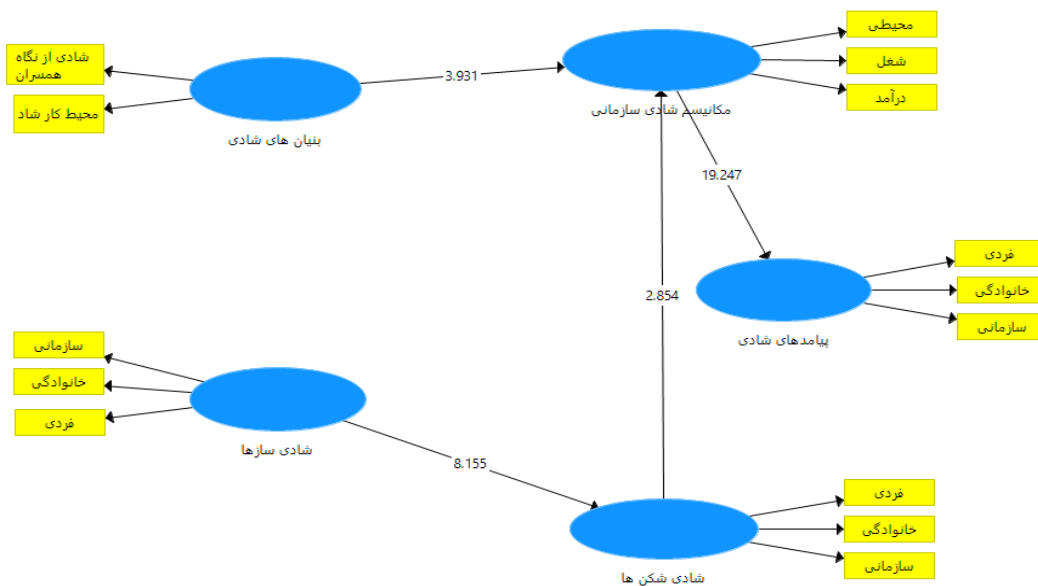 شادی از نگاه
همسران
محیط کار شاد
بنیان های شادی
3.931
مکانیسم شادی سازمانی
محیطی
شغل
درآمد
19.247
2.854
فردی
خانوادگی
سازمانی
پیامدهای شادی
سازمانی
خانوادگی
فردی
شادی سازها
8.155
فردی
خانوادگی
سازمانی
شادی شکن ها